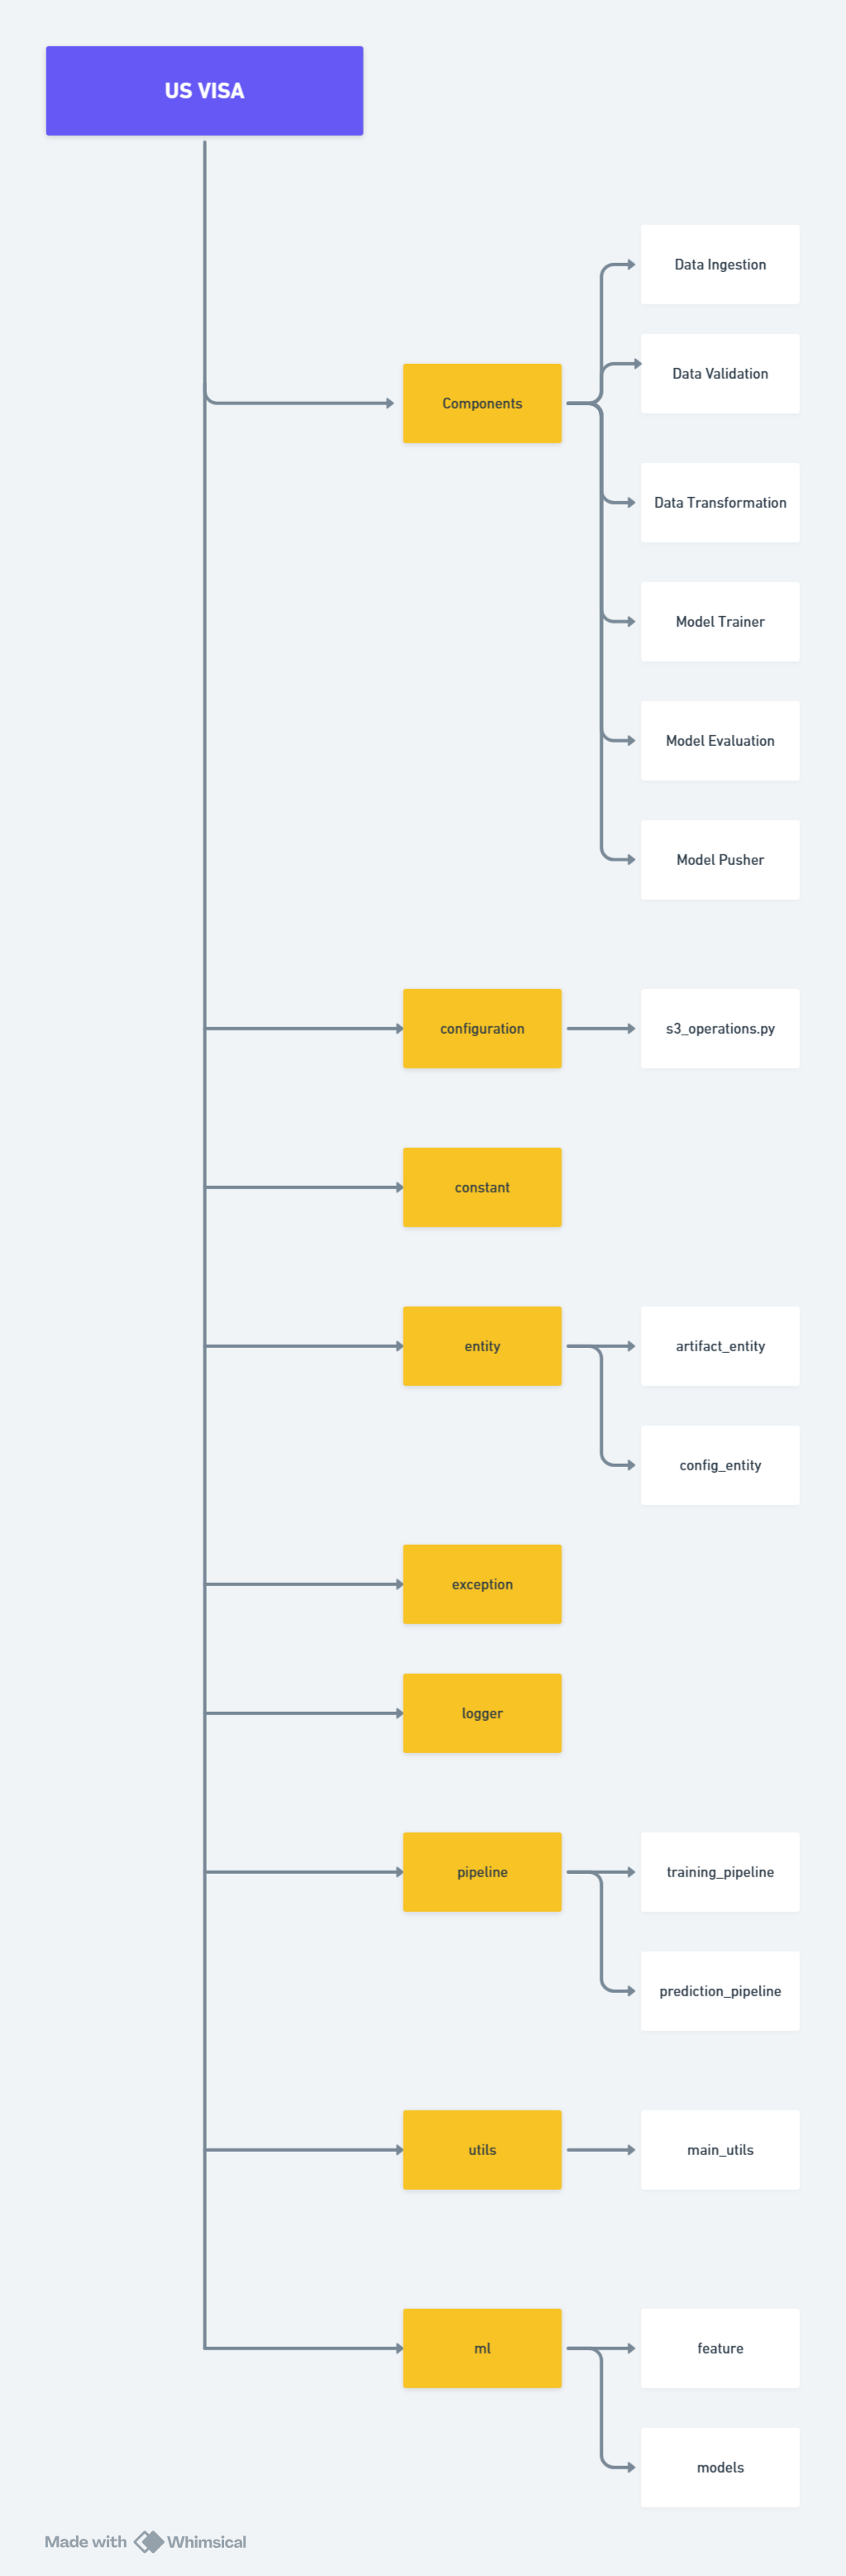 US VISA
Data Ingestion
Data Validation
Components
Data Transformation
Model Trainer
Model Evaluation
Model Pusher
configuration
s3_operations.py
constant
entity
artifact_entity
config_entity
exception
logger
pipeline
training_pipeline
prediction_pipeline
utils
main_utils
ml
feature
models
Made with Whimsical